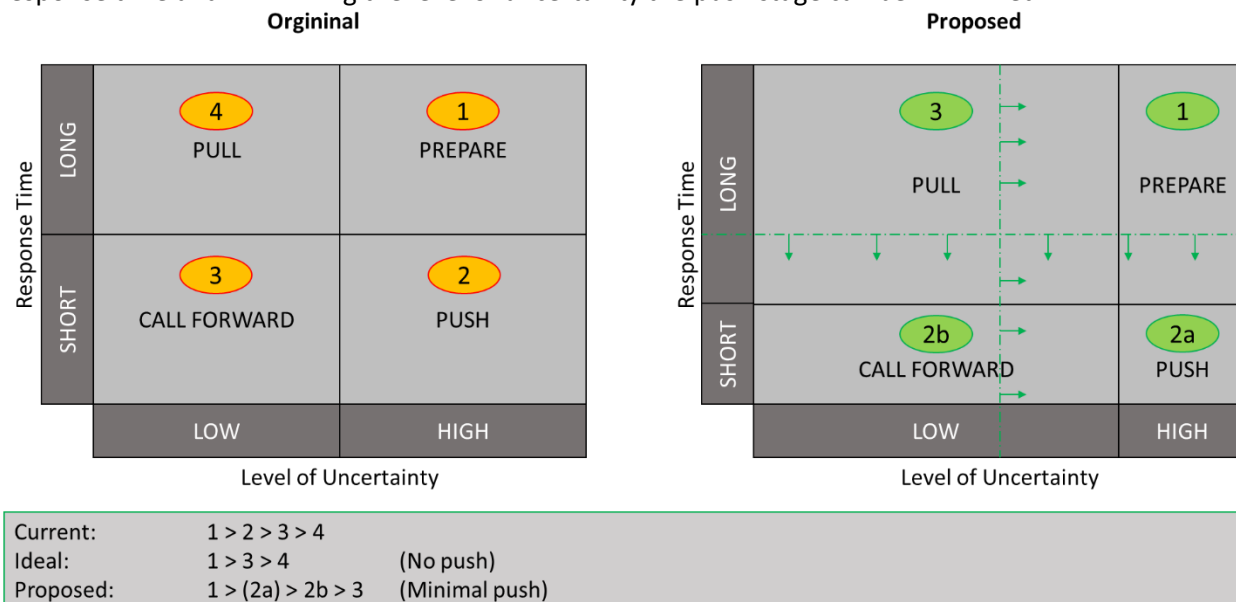 Orgininal
Proposed
4
PULL
1
PREPARE
3
CALL FORWARD
2
PUSH
LONG
SHORT
Response Time
LOW
HIGH
Level of Uncertainty
3
PULL
1
PREPARE
2b
CALL FORWARD
2a
PUSH
LONG
SHORT
Response Time
LOW
HIGH
Level of Uncertainty
Current: 1 > 2 > 3 > 4
Ideal: 1 > 3 > 4 (No push)
Proposed: 1 > (2a) > 2b > 3 (Minimal push)